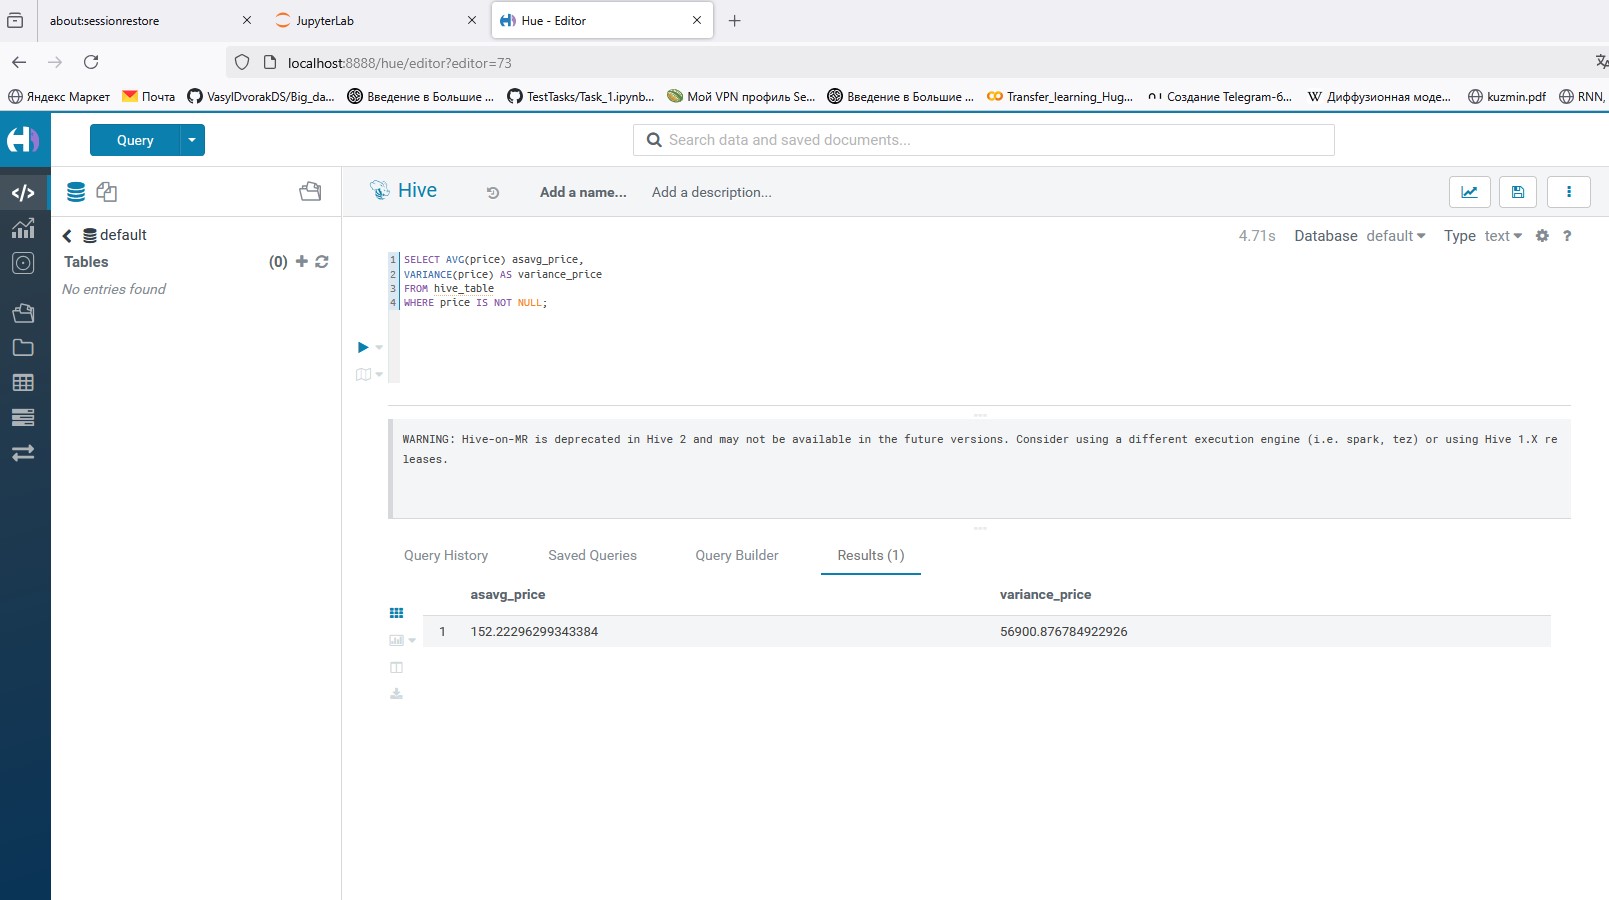 about:sessionrestore
JupyterLab
Hue - Editor
localhost:8888/hue/editor?editor=73
Яндекс Маркет
Почта
VasylDvorakDS/Big_da...
Введение в Большие ...
TestTasks/Task_1.ipynb...
Мой VPN профиль Se...
Введение в Большие ...
Transfer_learning_Hug...
Создание Telegram-б...
Диффузионная моде...
kuzmin.pdf
RNN,
Query
Search data and saved documents...
Hive
Add a name...
Add a description...
default
Tables
(0)
No entries found
4.71s
Database default
Type text
?
1 SELECT AVG(price) asavg_price,
2 VARIANCE(price) AS variance_price
3 FROM hive_table
4 WHERE price IS NOT NULL;
WARNING: Hive-on-MR is deprecated in Hive 2 and may not be available in the future versions. Consider using a different execution engine (i.e. spark, tez) or using Hive 1.X re
leases.
Query History
Saved Queries
Query Builder
Results (1)
asavg_price variance_price
1 152.22296299343384 56900.876784922926